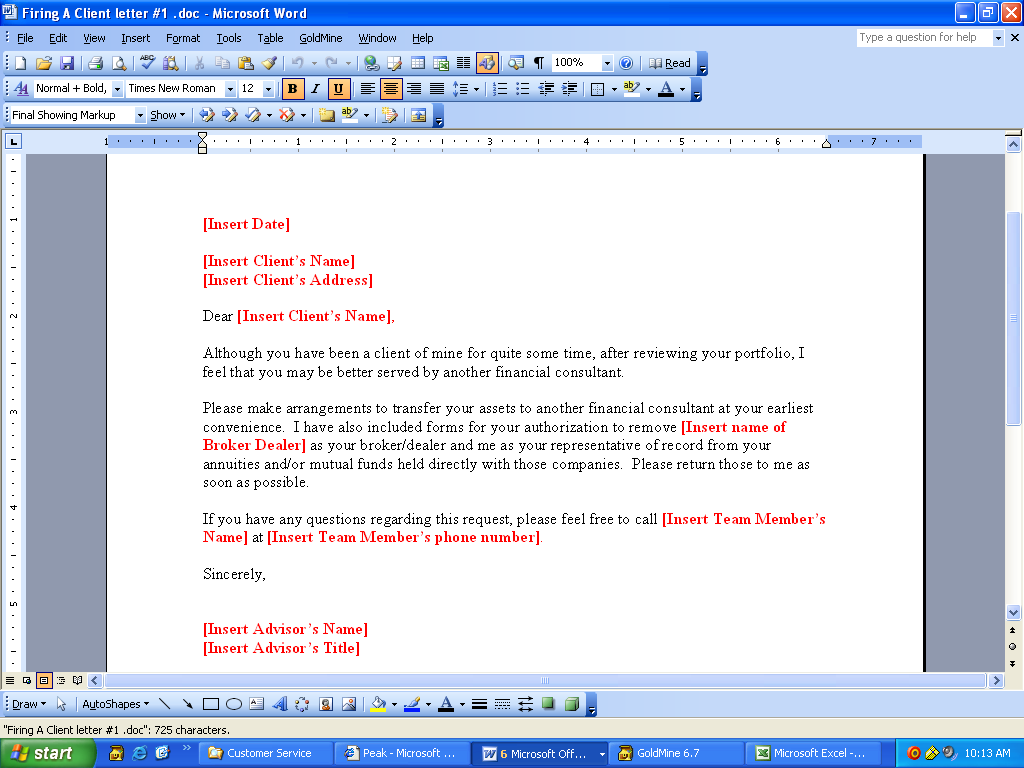 Firing A Client letter #1 .doc - Microsoft Word
File Edit View Insert Format Tools Table GoldMine Window Help
Type a question for help
100% Read
Normal + Bold, Times New Roman 12 B I U
Final Showing Markup Show
1 1 2 3 4 5 6 7
[Insert Date]
[Insert Client’s Name]
[Insert Client’s Address]
Dear [Insert Client’s Name],
Although you have been a client of mine for quite some time, after reviewing your portfolio, I
feel that you may be better served by another financial consultant.
Please make arrangements to transfer your assets to another financial consultant at your earliest
convenience.  I have also included forms for your authorization to remove [Insert name of
Broker Dealer] as your broker/dealer and me as your representative of record from your
annuities and/or mutual funds held directly with those companies.  Please return those to me as
soon as possible.
If you have any questions regarding this request, please feel free to call [Insert Team Member’s
Name] at [Insert Team Member’s phone number].
Sincerely,
[Insert Advisor’s Name]
[Insert Advisor’s Title]
Draw AutoShapes
"Firing A Client letter #1 .doc": 725 characters.
start Customer Service Peak - Microsoft ... 6 Microsoft Off... GoldMine 6.7 Microsoft Excel -... 10:13 AM